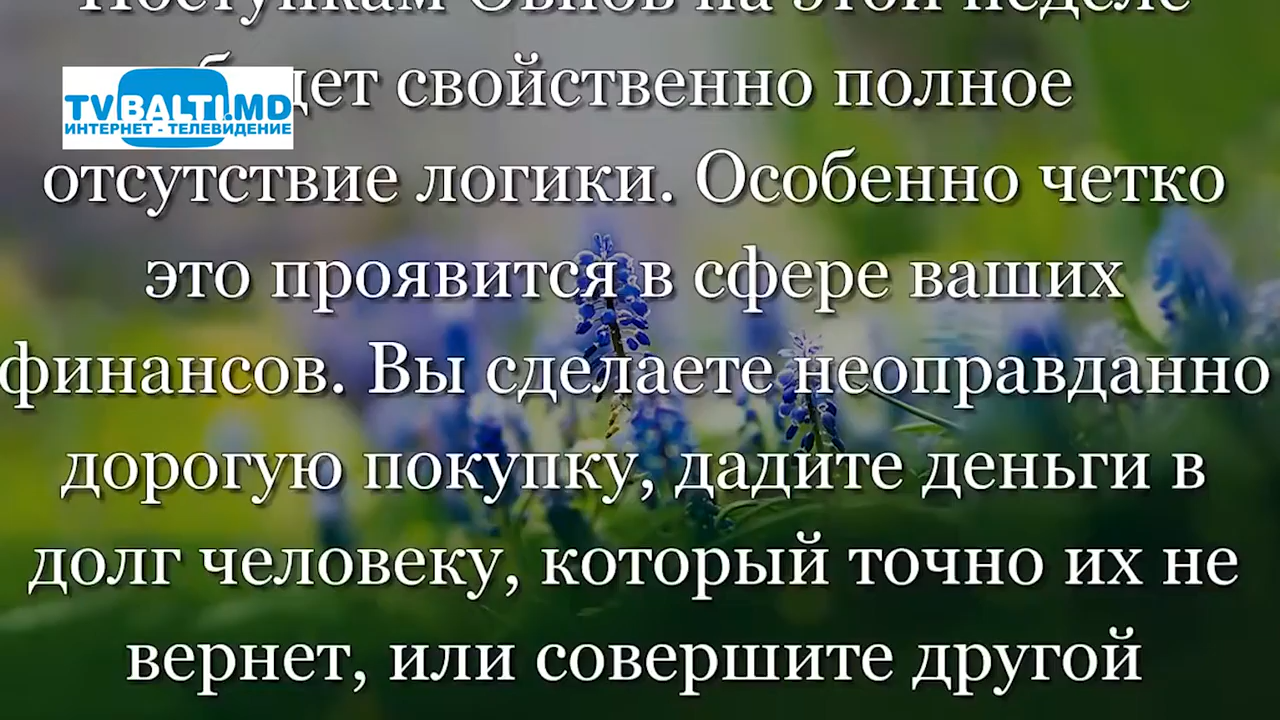 Поступкам Овнов на этой неделе
будет свойственно полное
TVBALTI.MD
ИНТЕРНЕТ - ТЕЛЕВИДЕНИЕ
отсутствие логики. Особенно четко
это проявится в сфере ваших
финансов. Вы сделаете неоправданно
дорогую покупку, дадите деньги в
долг человеку, который точно их не
вернет, или совершите другой